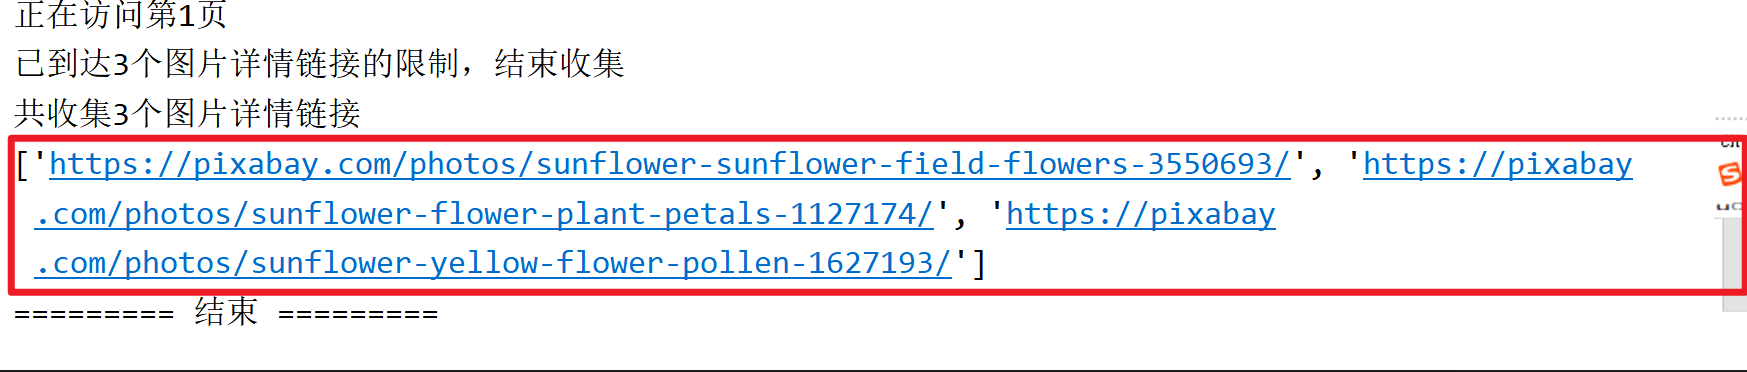 正在访问第1页
已到达3个图片详情链接的限制，结束收集
共收集3个图片详情链接
['https://pixabay.com/photos/sunflower-sunflower-field-flowers-3550693/', 'https://pixabay
.com/photos/sunflower-flower-plant-petals-1127174/', 'https://pixabay
.com/photos/sunflower-yellow-flower-pollen-1627193/']
========= 结束 =========